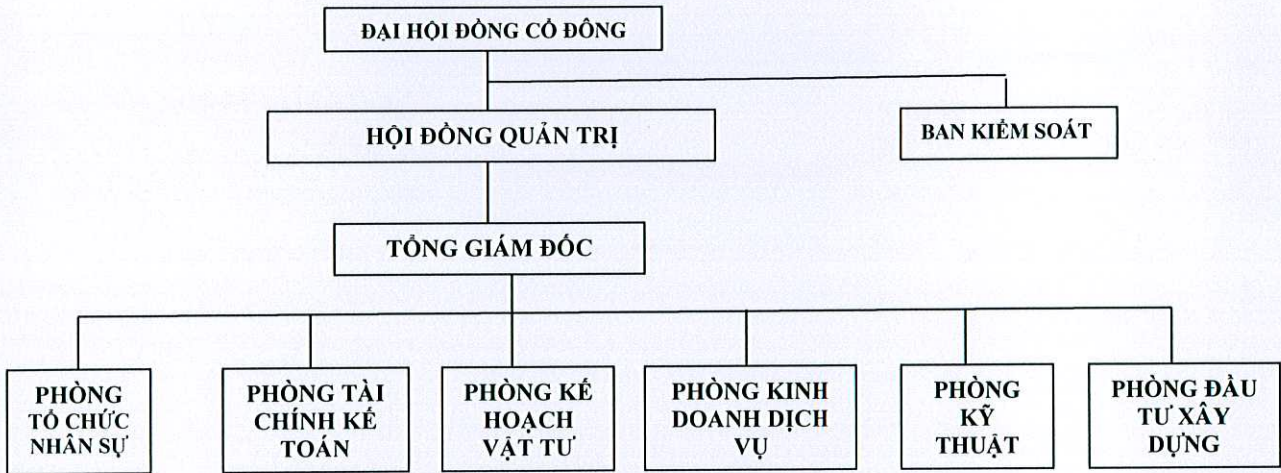 ĐẠI HỘI ĐỒNG CỔ ĐÔNG
HỘI ĐỒNG QUẢN TRỊ
BAN KIỂM SOÁT
TỔNG GIÁM ĐỐC
PHÒNG
TỔ CHỨC
NHÂN SỰ
PHÒNG TÀI
CHÍNH KẾ
TOÁN
PHÒNG KẾ
HOẠCH
VẬT TƯ
PHÒNG KINH
DOANH DỊCH
VỤ
PHÒNG
KỸ
THUẬT
PHÒNG ĐẦU
TƯ XÂY
DỰNG